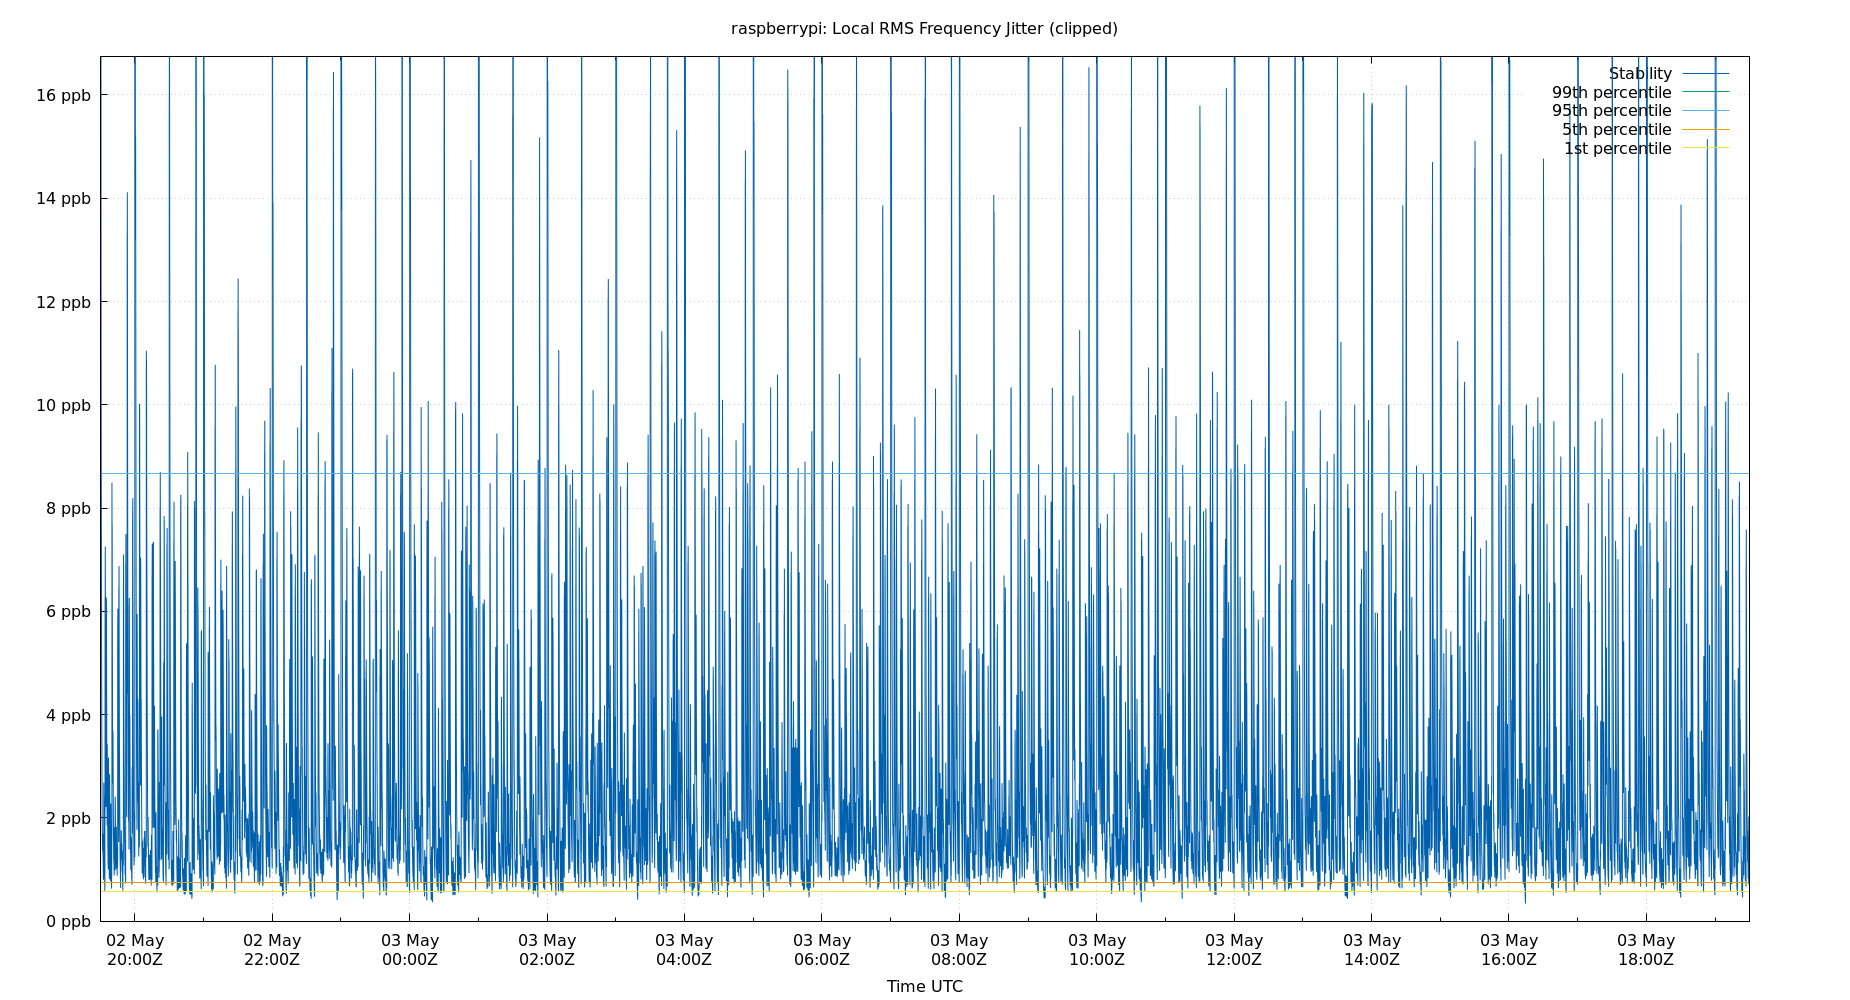 raspberrypi: Local RMS Frequency Jitter (clipped)
Stability
99th percentile
95th percentile
5th percentile
1st percentile
16 ppb
14 ppb
12 ppb
10 ppb
8 ppb
6 ppb
4 ppb
2 ppb
0 ppb
02 May 02 May 03 May 03 May 03 May 03 May 03 May 03 May 03 May 03 May 03 May 03 May
20:00Z 22:00Z 00:00Z 02:00Z 04:00Z 06:00Z 08:00Z 10:00Z 12:00Z 14:00Z 16:00Z 18:00Z
Time UTC